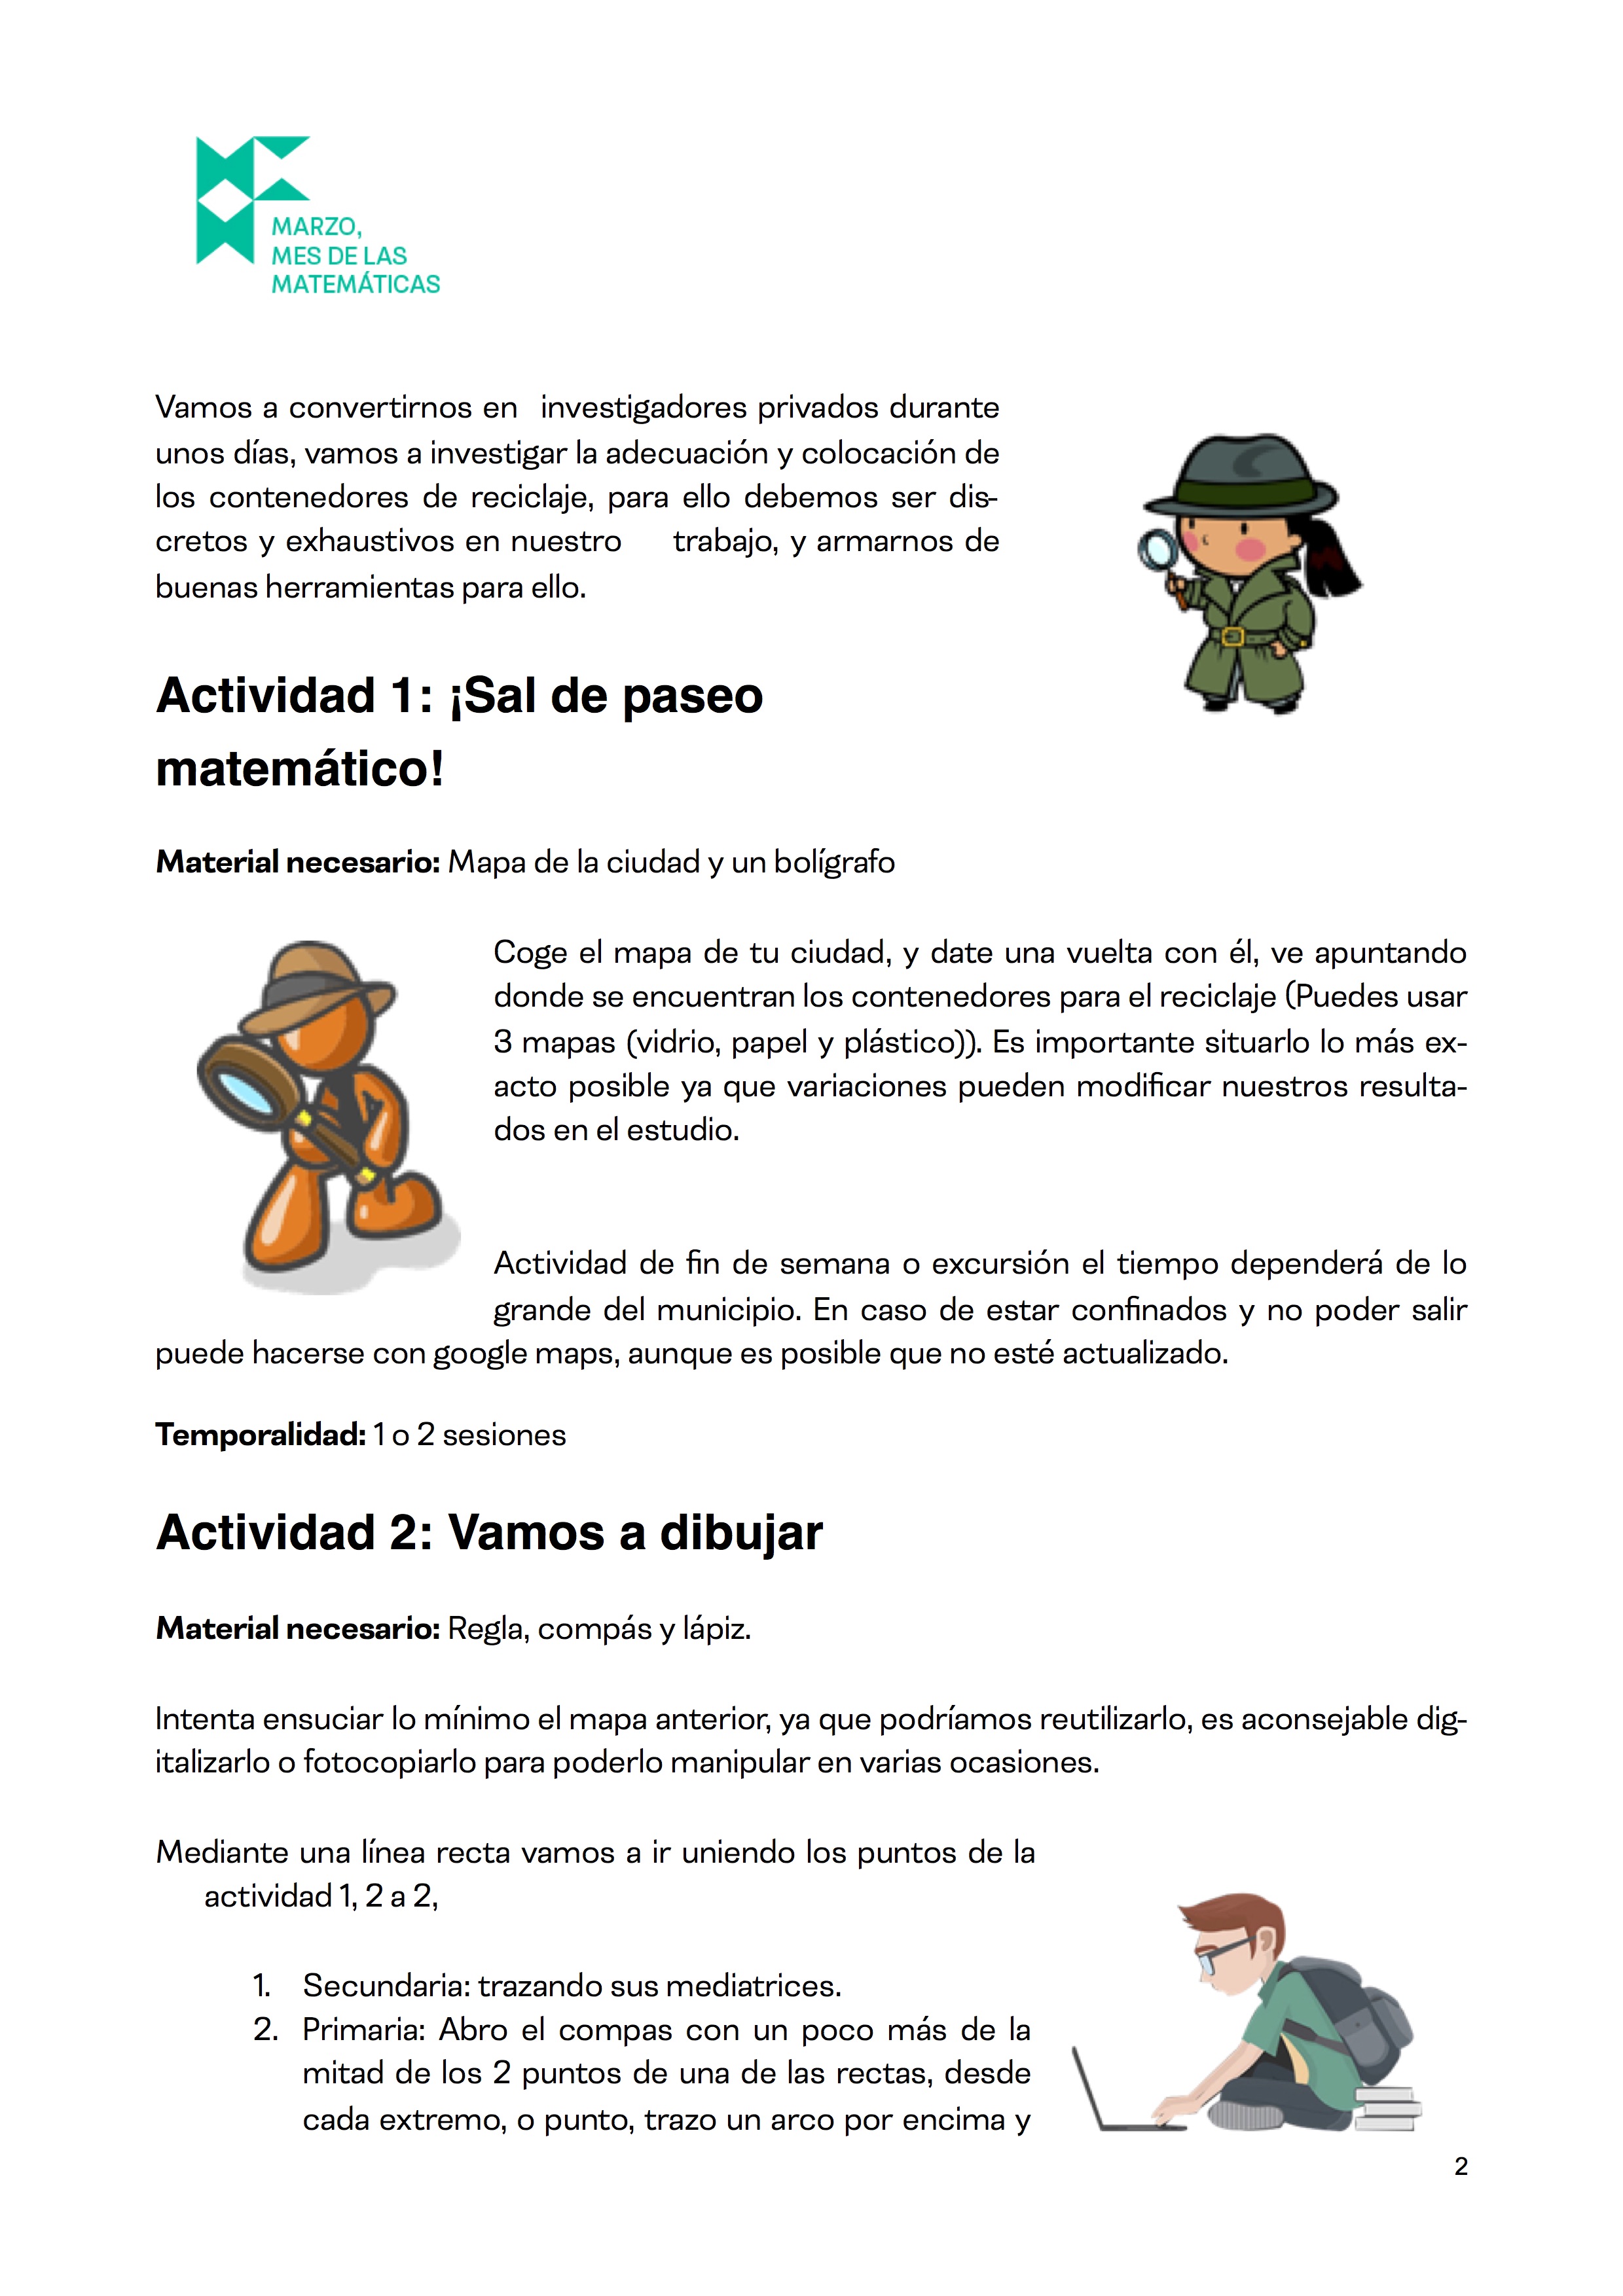 MARZO,
MES DE LAS
MATEMÁTICAS
Vamos a convertirnos en investigadores privados durante
unos días, vamos a investigar la adecuación y colocación de
los contenedores de reciclaje, para ello debemos ser dis-
cretos y exhaustivos en nuestro trabajo, y armarnos de
buenas herramientas para ello.
Actividad 1: ¡Sal de paseo
matemático!
Material necesario: Mapa de la ciudad y un bolígrafo
Coge el mapa de tu ciudad, y date una vuelta con él, ve apuntando
donde se encuentran los contenedores para el reciclaje (Puedes usar
3 mapas (vidrio, papel y plástico)). Es importante situarlo lo más ex-
acto posible ya que variaciones pueden modificar nuestros resulta-
dos en el estudio.
Actividad de fin de semana o excursión el tiempo dependerá de lo
grande del municipio. En caso de estar confinados y no poder salir
puede hacerse con google maps, aunque es posible que no esté actualizado.
Temporalidad: 1 o 2 sesiones
Actividad 2: Vamos a dibujar
Material necesario: Regla, compás y lápiz.
Intenta ensuciar lo mínimo el mapa anterior, ya que podríamos reutilizarlo, es aconsejable dig-
italizarlo o fotocopiarlo para poderlo manipular en varias ocasiones.
Mediante una línea recta vamos a ir uniendo los puntos de la
actividad 1, 2 a 2,
1. Secundaria: trazando sus mediatrices.
2. Primaria: Abro el compas con un poco más de la
mitad de los 2 puntos de una de las rectas, desde
cada extremo, o punto, trazo un arco por encima y
2